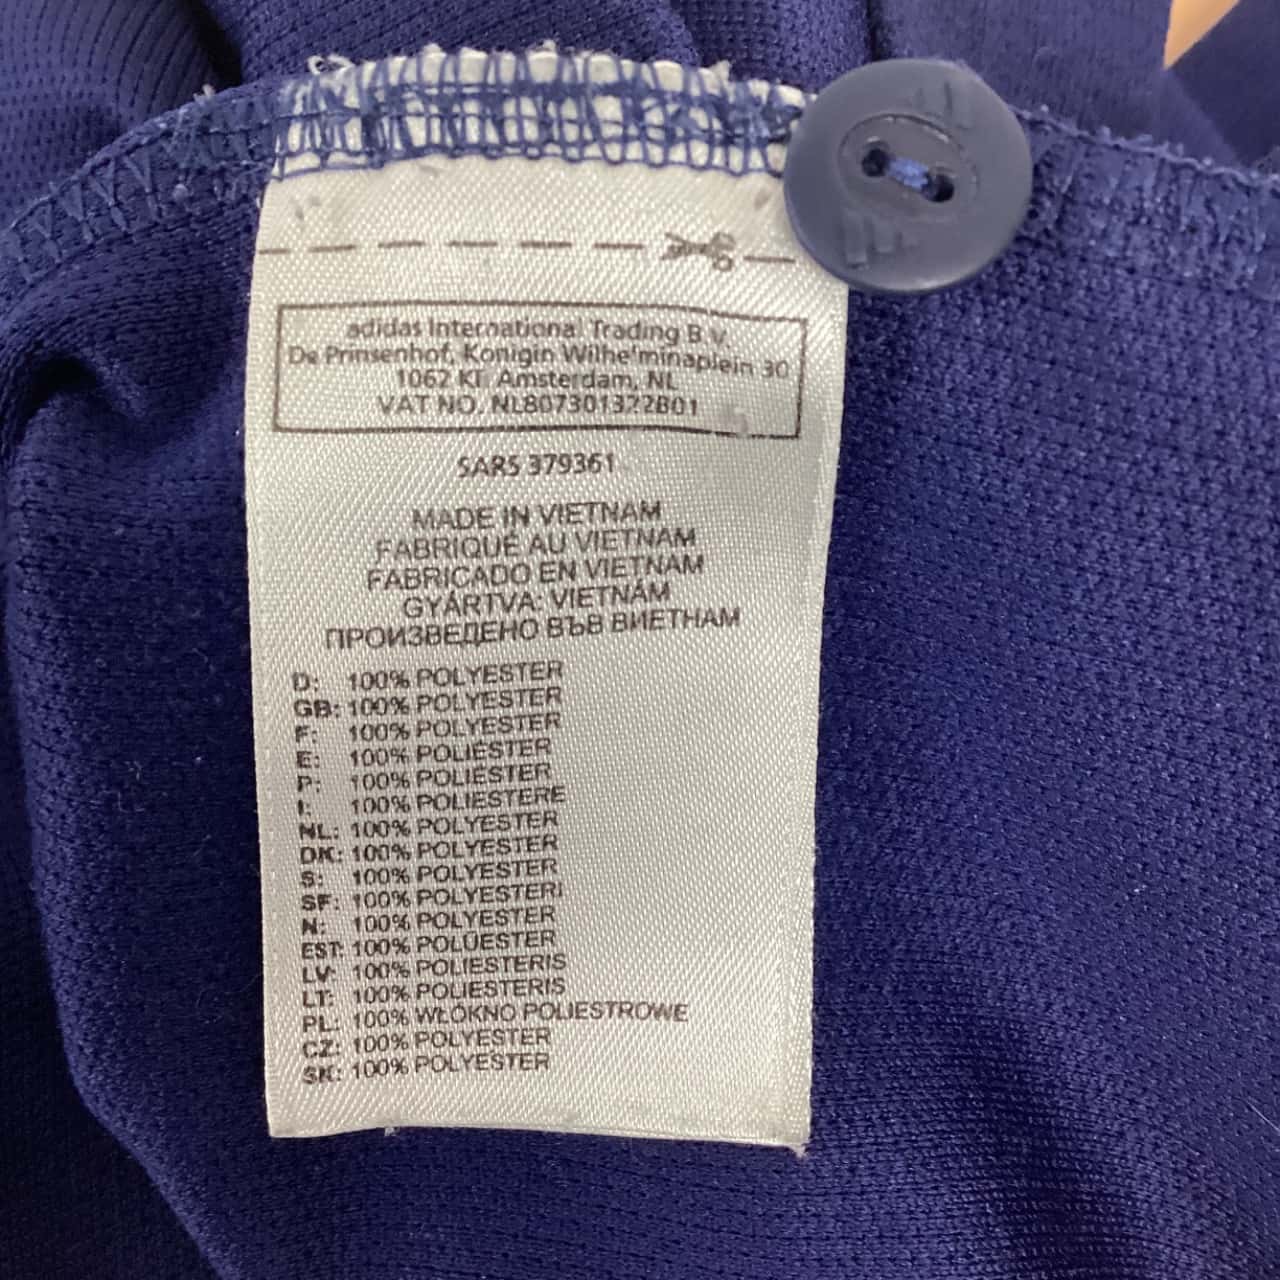 adidas International Trading B.V.
De Prinsenhof, Konigin Wilhelminaplein 30
1062 KT Amsterdam, NL
VAT NO. NL807301322B01
SARS 379361
MADE IN VIETNAM
FABRIQUÉ AU VIETNAM
FABRICADO EN VIETNAM
GYÁRTVA: VIETNÁM
ПРОИЗВЕДЕНО ВЪВ ВИЕТНАМ
D: 100% POLYESTER
GB: 100% POLYESTER
F: 100% POLYESTER
E: 100% POLIÉSTER
P: 100% POLIÉSTER
I: 100% POLIESTERE
NL: 100% POLYESTER
DK: 100% POLYESTER
S: 100% POLYESTER
SF: 100% POLYESTERI
N: 100% POLYESTER
EST: 100% POLÜESTER
LV: 100% POLIESTERIS
LT: 100% POLIESTERIS
PL: 100% WŁÓKNO POLIESTROWE
CZ: 100% POLYESTER
SK: 100% POLYESTER